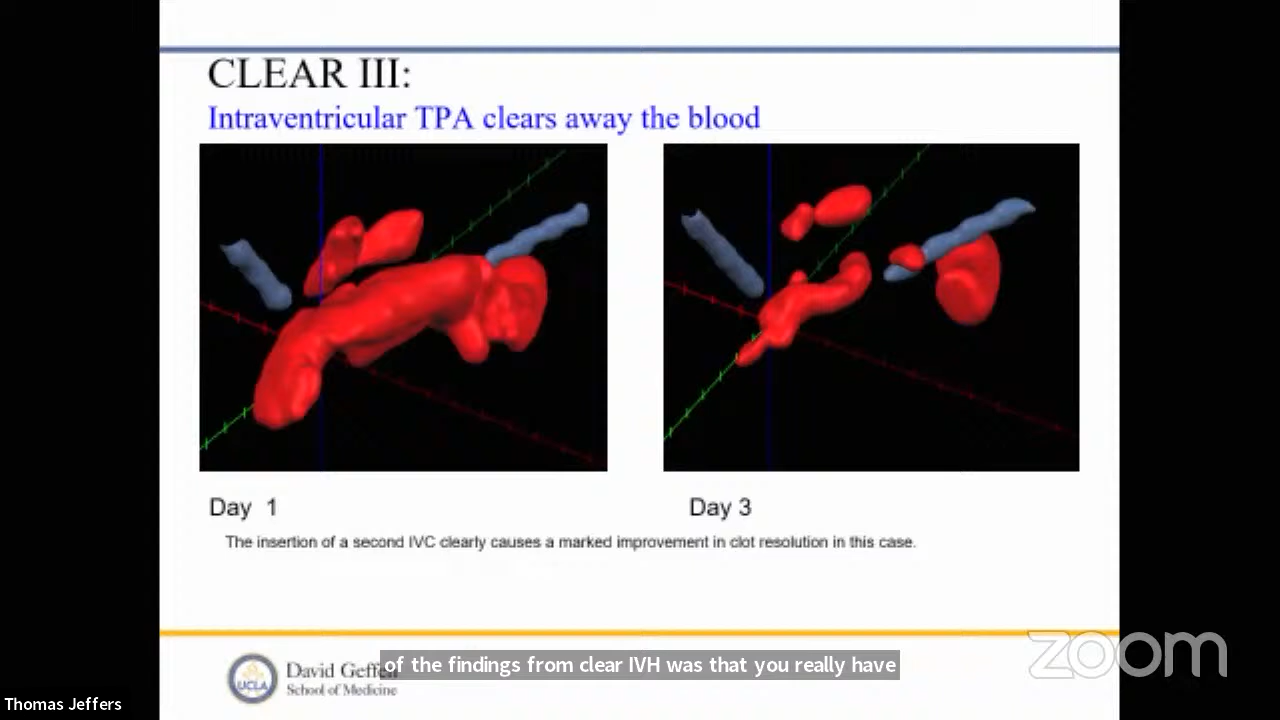 CLEAR III:
Intraventricular TPA clears away the blood
Day 1
Day 3
The insertion of a second IVC clearly causes a marked improvement in clot resolution in this case.
UCLA
David Geffen
School of Medicine
of the findings from clear IVH was that you really have
zoom
Thomas Jeffers